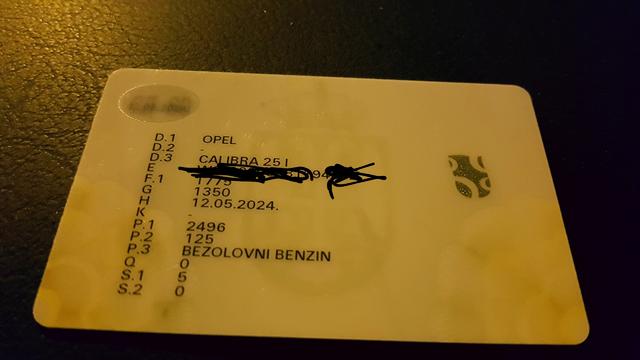 D.1 OPEL
D.2 -
D.3 CALIBRA 25 I
E
F.1 1775
G 1350
H 12.05.2024.
K -
P.1 2496
P.2 125
P.3 BEZOLOVNI BENZIN
Q 0
S.1 5
S.2 0